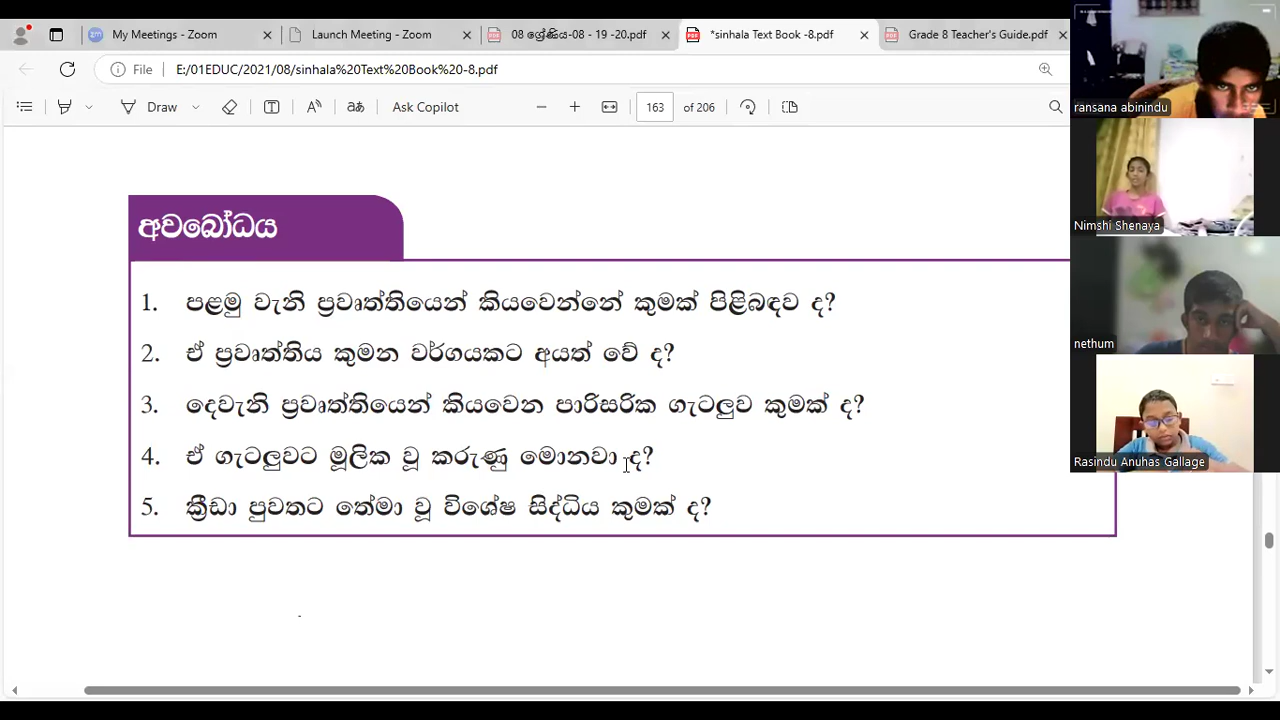 My Meetings - Zoom
Launch Meeting - Zoom
08 ශ්‍රේණිය-08 - 19 -20.pdf
*sinhala Text Book -8.pdf
Grade 8 Teacher's Guide.pdf
File
E:/01EDUC/2021/08/sinhala%20Text%20Book%20-8.pdf
Draw
Ask Copilot
163 of 206
ransana abinindu
Nimshi Shenaya
nethum
Rasindu Anuhas Gallage
අවබෝධය
1. පළමු වැනි ප්‍රවෘත්තියෙන් කියවෙන්නේ කුමක් පිළිබඳව ද?
2. ඒ ප්‍රවෘත්තිය කුමන වර්ගයකට අයත් වේ ද?
3. දෙවැනි ප්‍රවෘත්තියෙන් කියවෙන පාරිසරික ගැටලුව කුමක් ද?
4. ඒ ගැටලුවට මූලික වූ කරුණු මොනවා ද?
5. ක්‍රීඩා පුවතට තේමා වූ විශේෂ සිද්ධිය කුමක් ද?